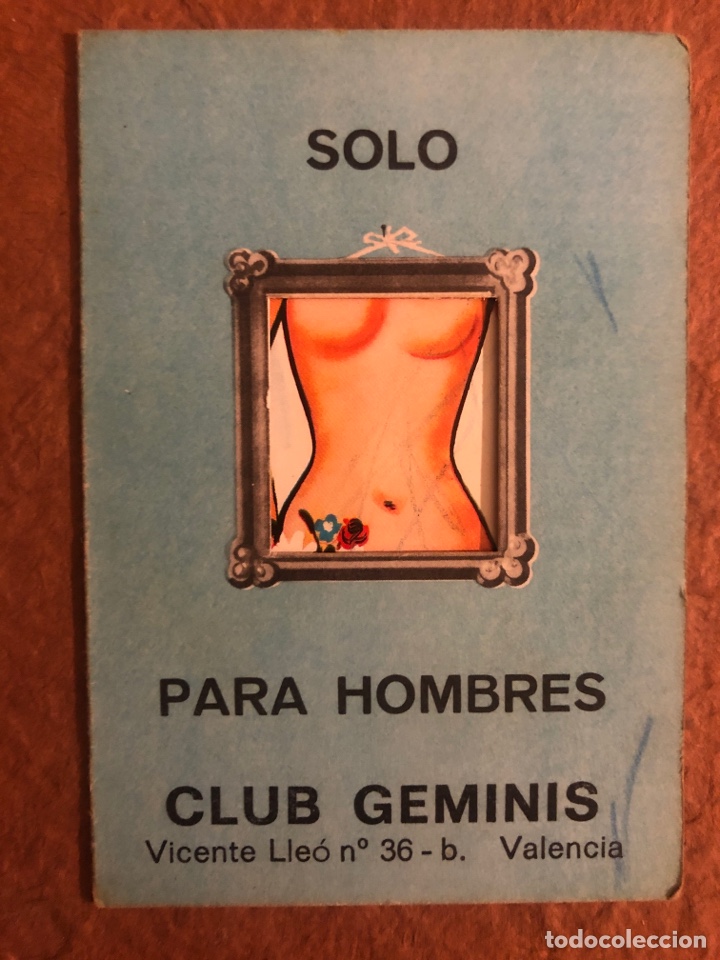 SOLO
PARA HOMBRES
CLUB GEMINIS
Vicente Lleó nº 36 - b. Valencia
todocoleccion